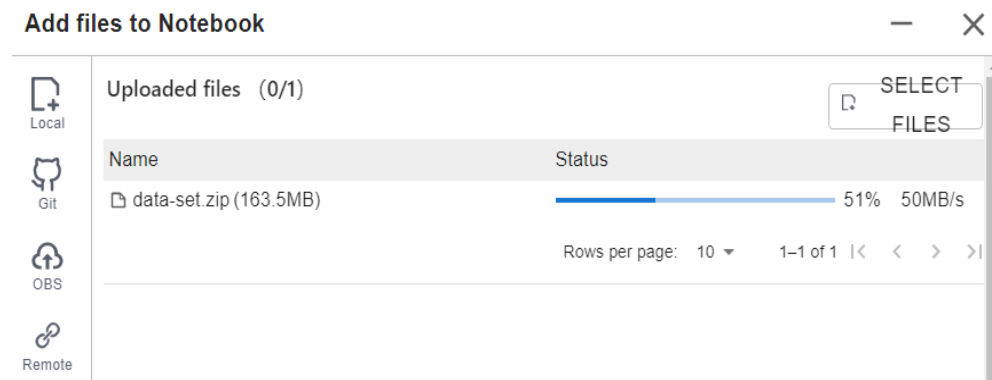 Add files to Notebook
Local
Git
OBS
Remote
Uploaded files (0/1)
SELECT
FILES
Name Status
data-set.zip (163.5MB) 51% 50MB/s
Rows per page: 10 1–1 of 1